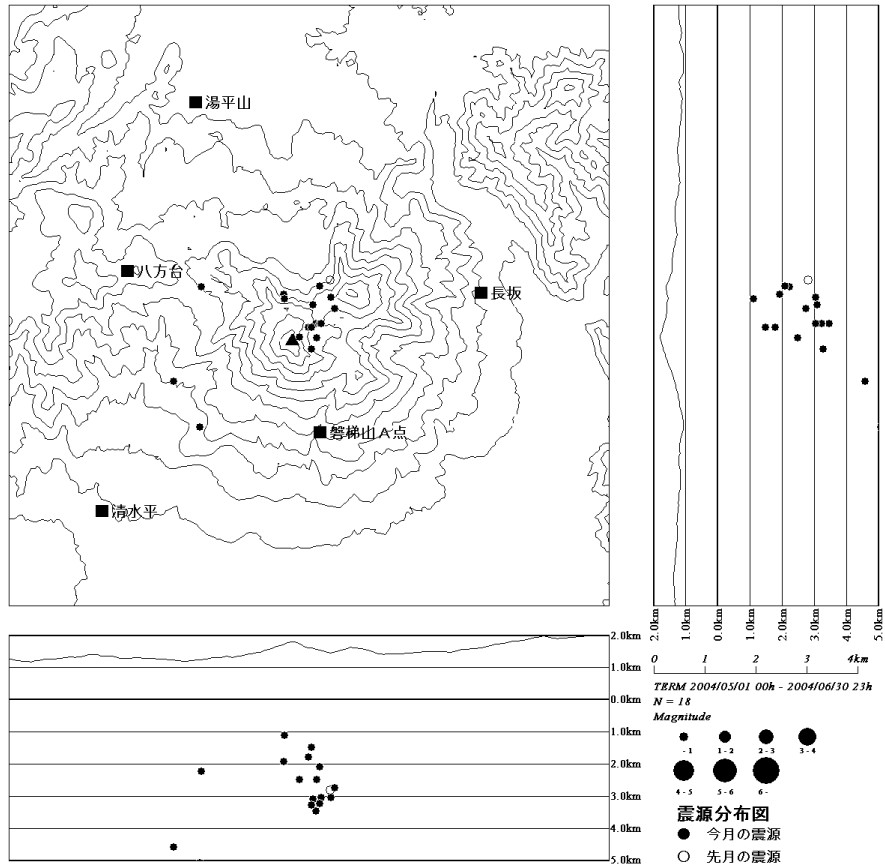 湯平山
八方台
長坂
磐梯山A点
清水平
2.0km
1.0km
0.0km
1.0km
2.0km
3.0km
4.0km
5.0km
2.0km
1.0km
0.0km
1.0km
2.0km
3.0km
4.0km
5.0km
0 1 2 3 4km
TERM 2004/05/01 00h - 2004/06/30 23h
N = 18
Magnitude
- 1 1 - 2 2 - 3 3 - 4
4 - 5 5 - 6 6 -
震源分布図
今月の震源
先月の震源